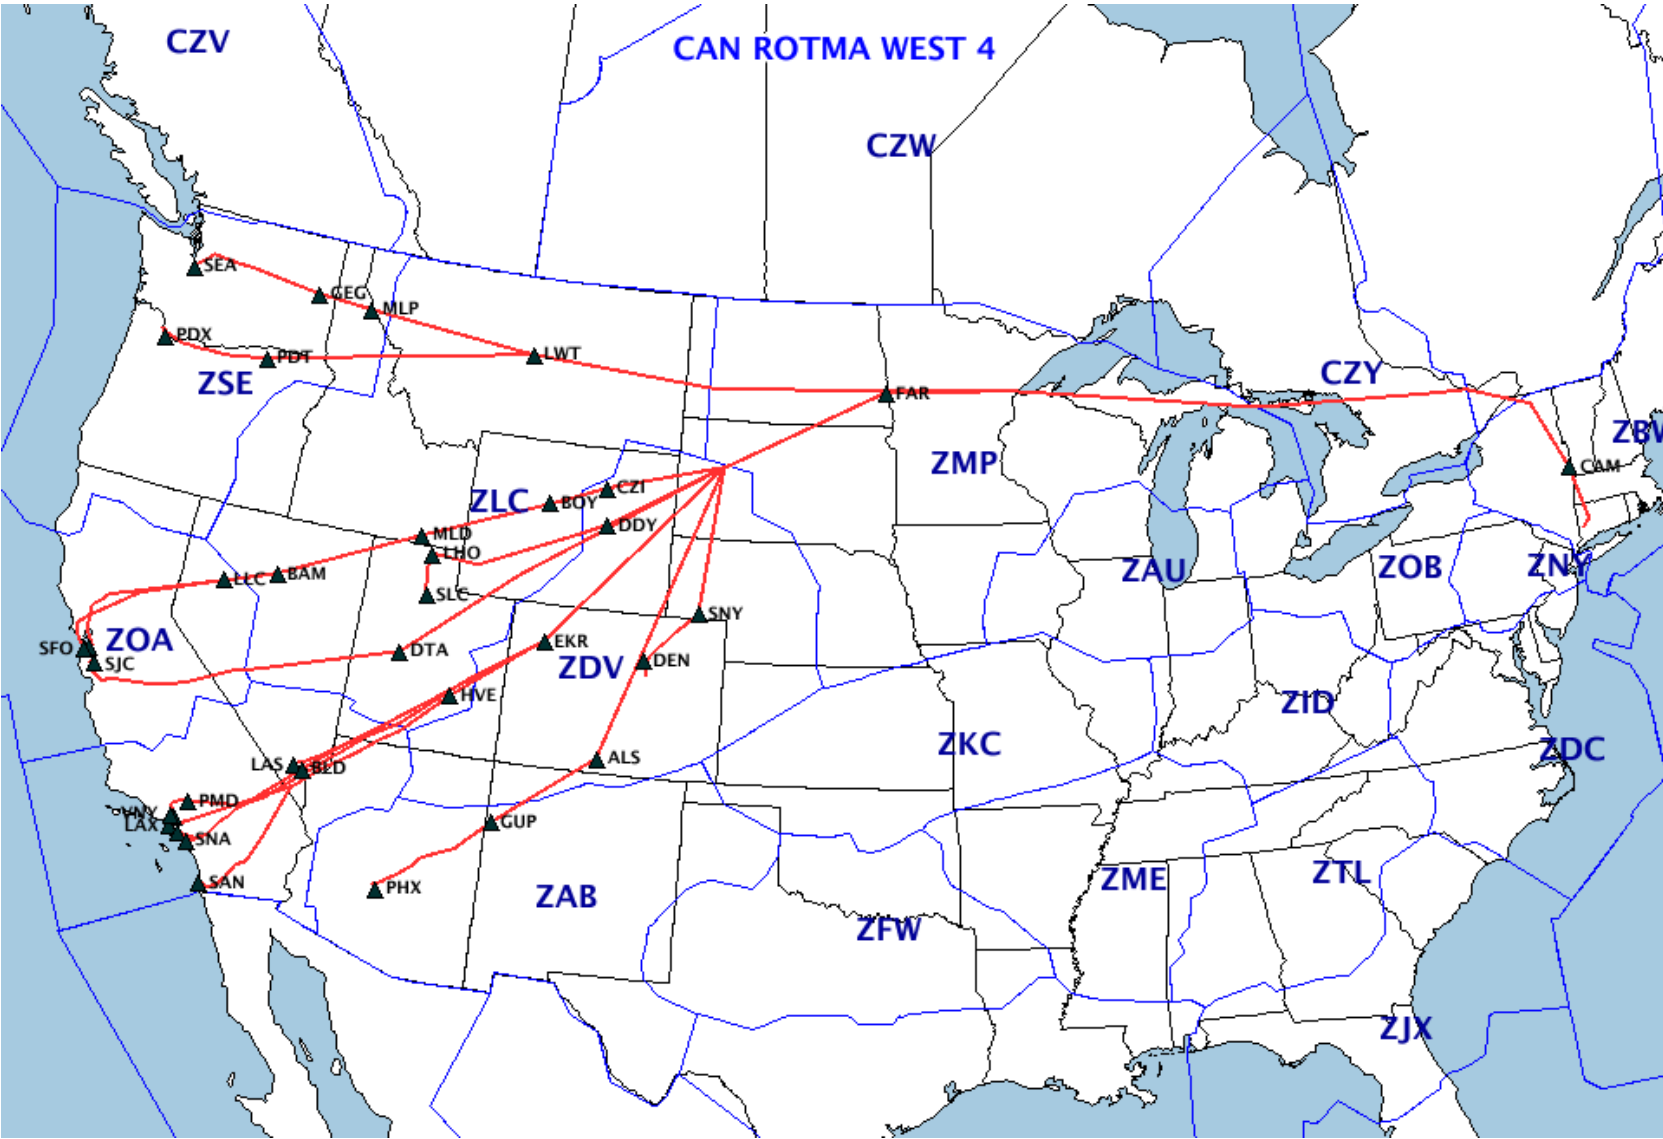 CZV
CAN ROTMA WEST 4
CZW
SEA
GEG
MLP
PDX
PDT
LWT
ZSE
CZY
FAR
ZBW
ZMP
CAM
CZI
BOY
ZLC
DDY
MLD
LHO
LLC
BAM
SLC
ZAU
ZOB
ZNY
SNY
SFO
ZOA
SJC
DTA
EKR
ZDV
DEN
HVE
ZID
ZKC
ZDC
LAS
BLD
ALS
PMD
VNY
LAX
GUP
SNA
SAN
PHX
ZAB
ZME
ZTL
ZFW
ZJX